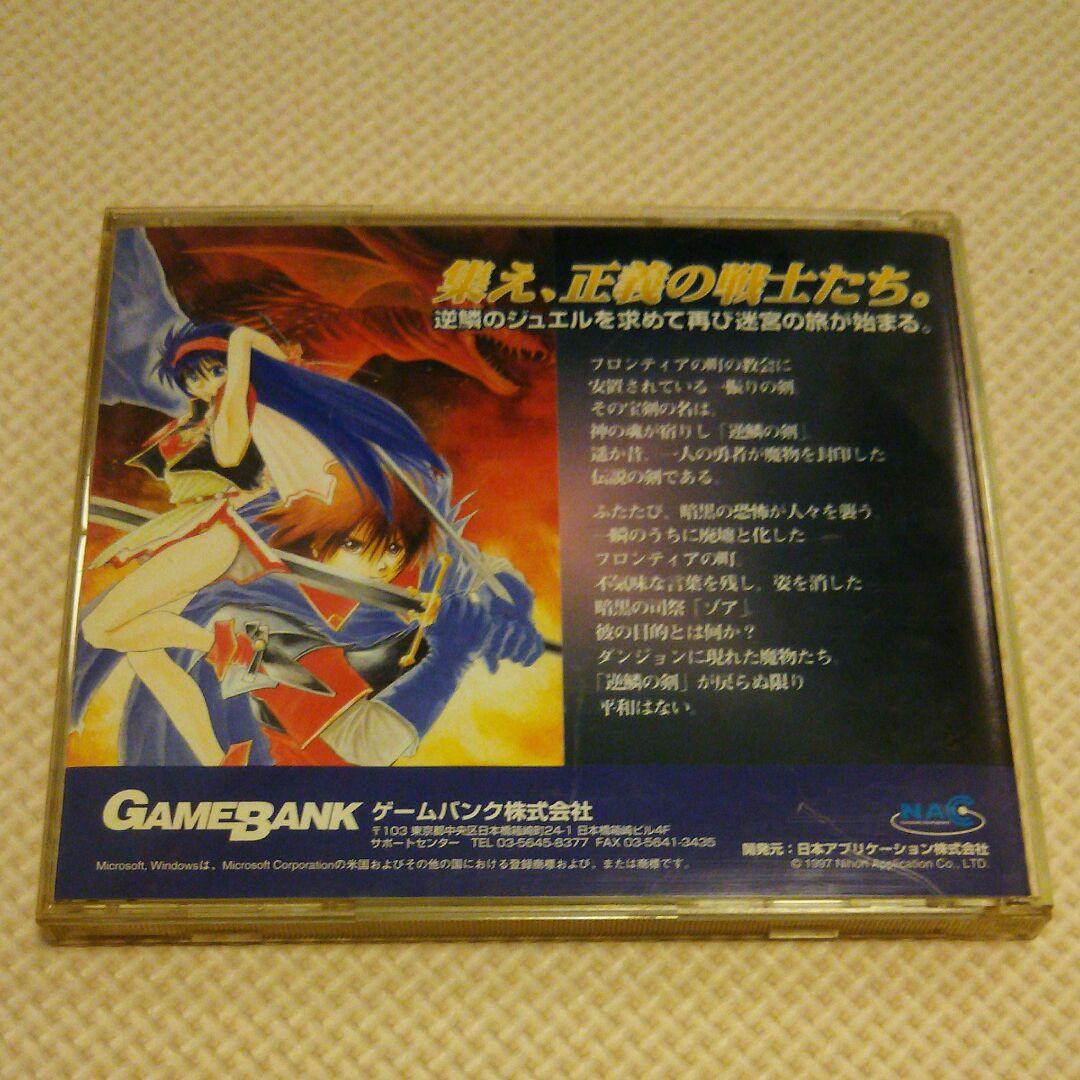 集え、正義の戦士たち。
逆鱗のジュエルを求めて再び迷宮の旅が始まる。
フロンティアの町の教会に
安置されている一振りの剣。
その宝剣の名は。
神の魂が宿りし「逆鱗の剣」
遥か昔、一人の勇者が魔物を封印した
伝説の剣である。
ふたたび、暗黒の恐怖が人々を襲う
一瞬のうちに廃墟と化した
フロンティアの町。
不気味な言葉を残し、姿を消した
暗黒の司祭「ゾア」。
彼の目的とは何か?
ダンジョンに現れた魔物たち
「逆鱗の剣」が戻らぬ限り
平和はない。
GAMEBANK ゲームバンク株式会社
〒103 東京都中央区日本橋箱崎町24-1 日本橋箱崎ビル4F
サポートセンター TEL 03-5645-8377 FAX 03-5641-3435
Microsoft, Windowsは、Microsoft Corporationの米国およびその他の国における登録商標および、または商標です。
NAC
開発元：日本アプリケーション株式会社
© 1997 Nihon Application Co., LTD.